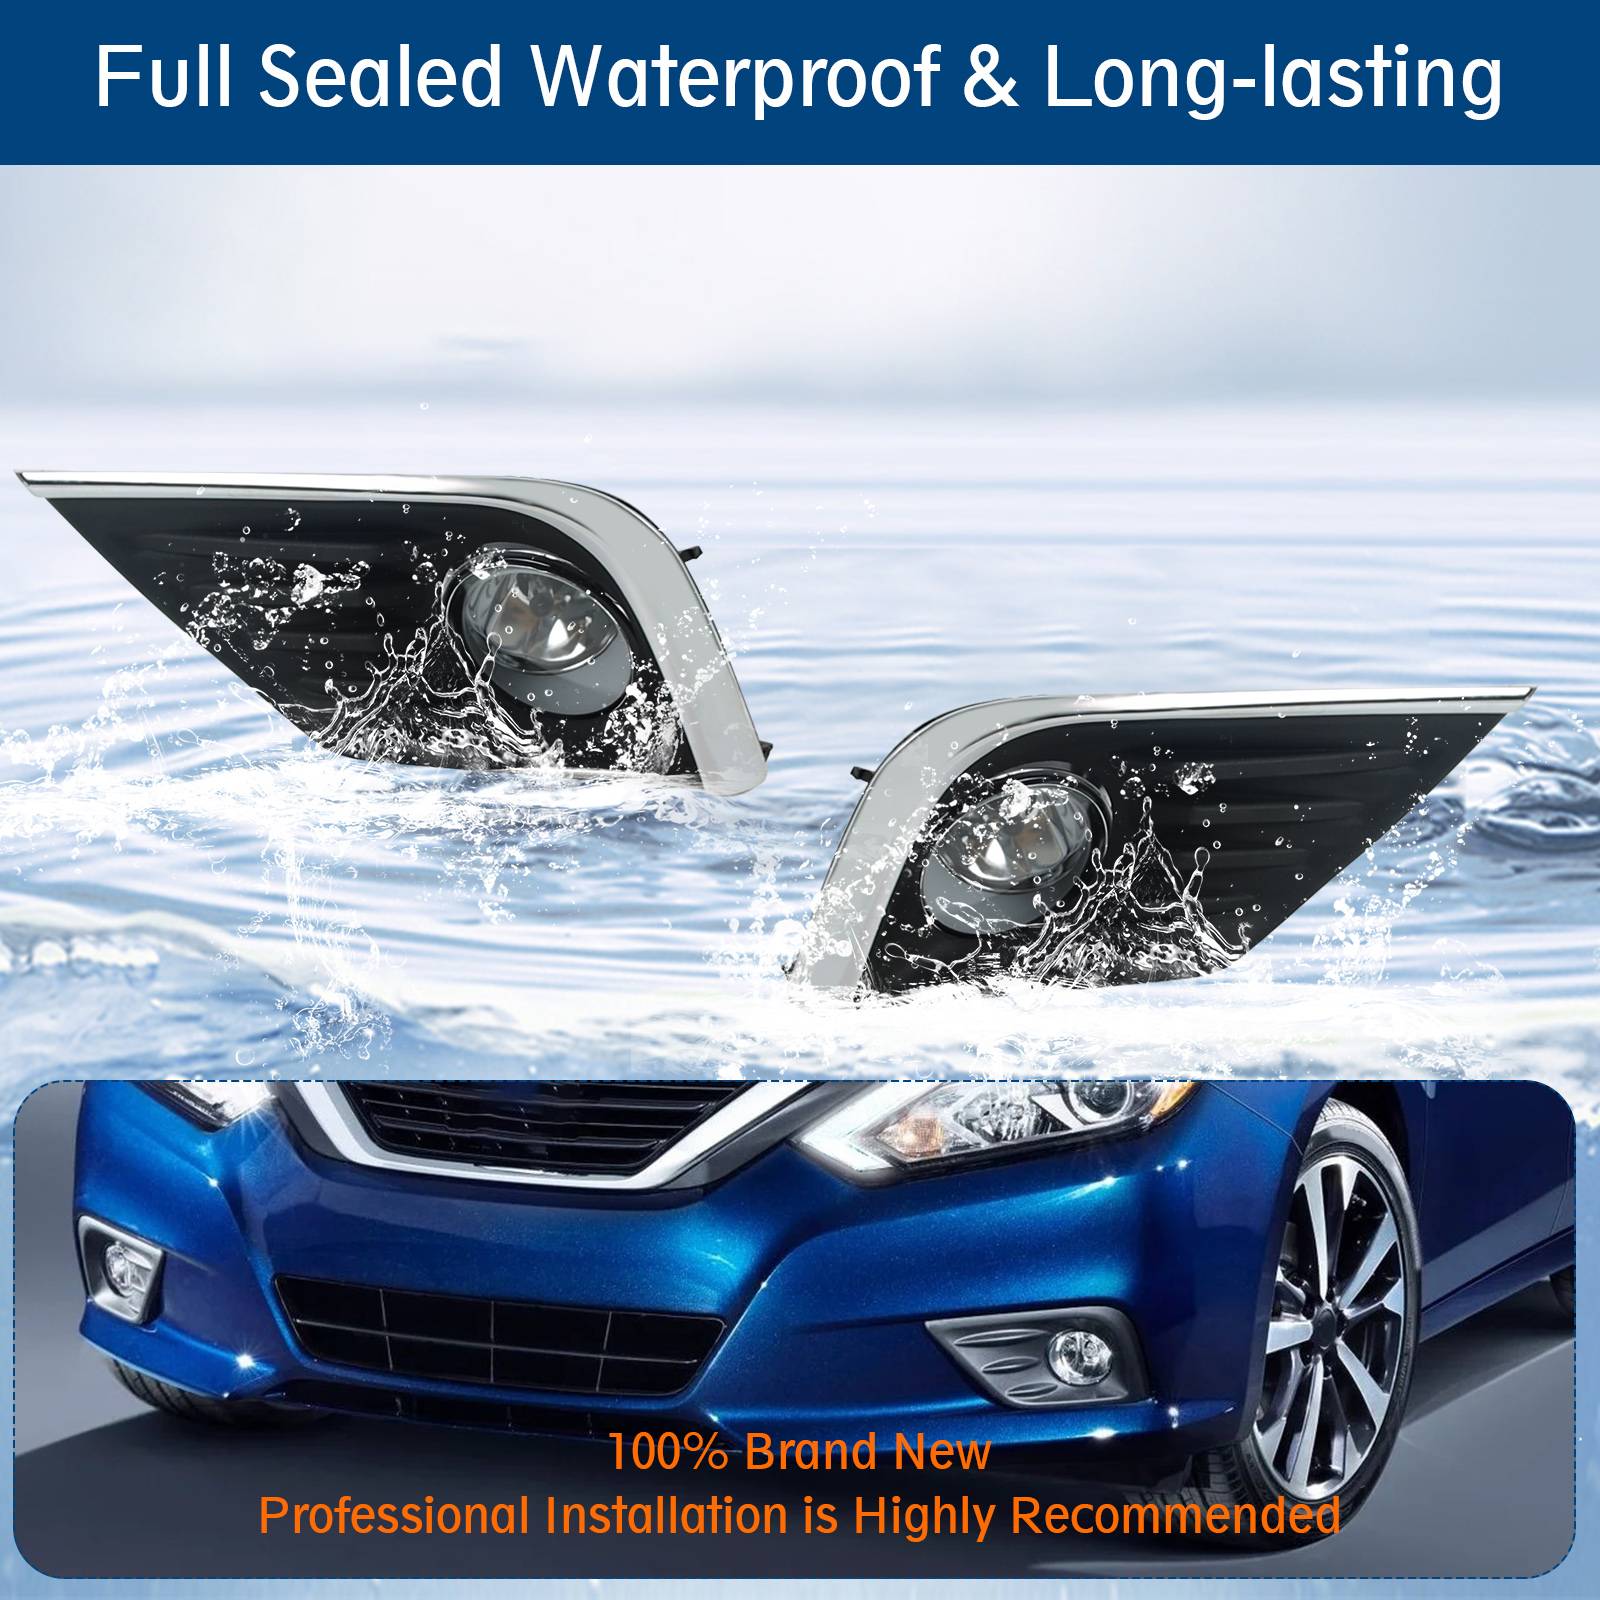 Full Sealed Waterproof & Long-lasting
100% Brand New
Professional Installation is Highly Recommended